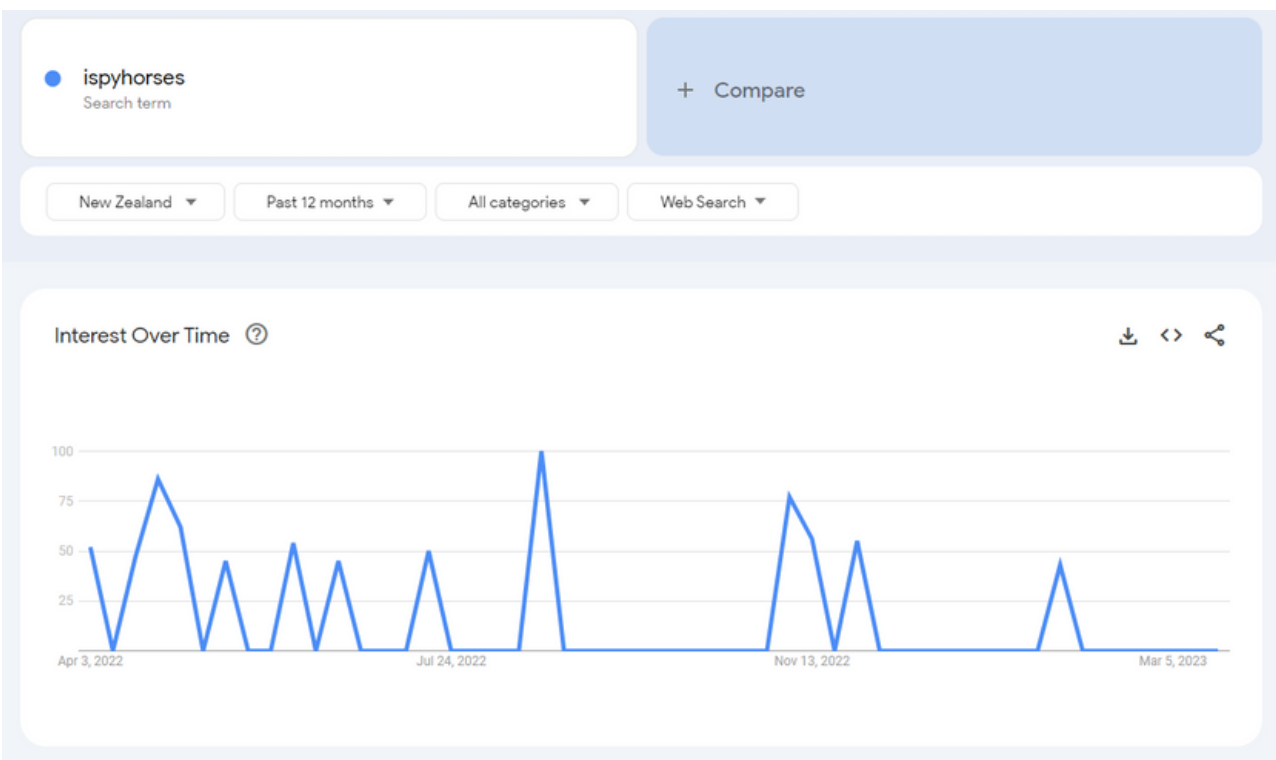 ispyhorses
Search term
+ Compare
New Zealand
Past 12 months
All categories
Web Search
Interest Over Time
100
75
50
25
Apr 3, 2022
Jul 24, 2022
Nov 13, 2022
Mar 5, 2023